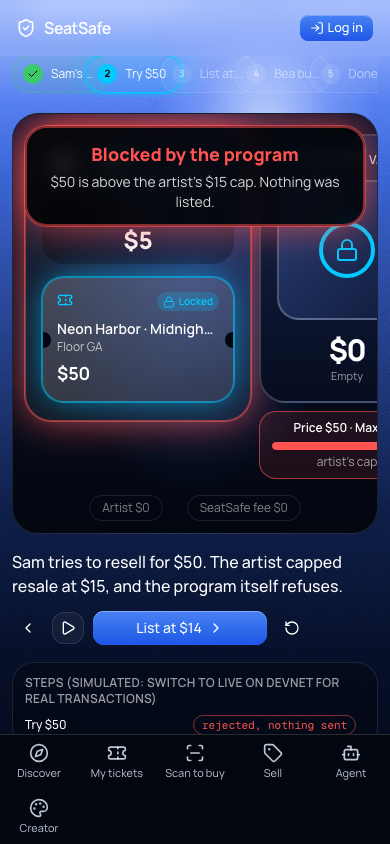 SeatSafe
Log in
Sam's ...
2 Try $50
3 List at ...
4 Bea bu...
5 Done
Blocked by the program
$50 is above the artist's $15 cap. Nothing was
listed.
$5
Locked
Neon Harbor · Midnigh...
Floor GA
$50
$0
Empty
Price $50 · Max
artist's cap
Artist $0
SeatSafe fee $0
Sam tries to resell for $50. The artist capped
resale at $15, and the program itself refuses.
List at $14
STEPS (SIMULATED: SWITCH TO LIVE ON DEVNET FOR
REAL TRANSACTIONS)
Try $50
rejected, nothing sent
Discover
My tickets
Scan to buy
Sell
Agent
Creator